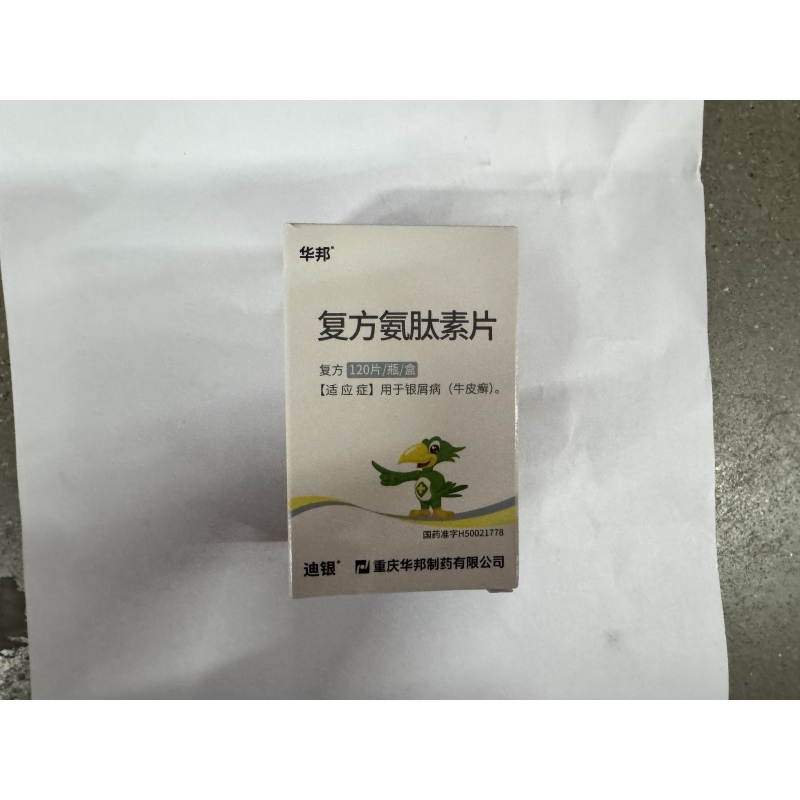 华邦®
复方氨肽素片
复方 120片/瓶/盒
【适应症】用于银屑病（牛皮癣）。
国药准字H50021778
迪银® 重庆华邦制药有限公司